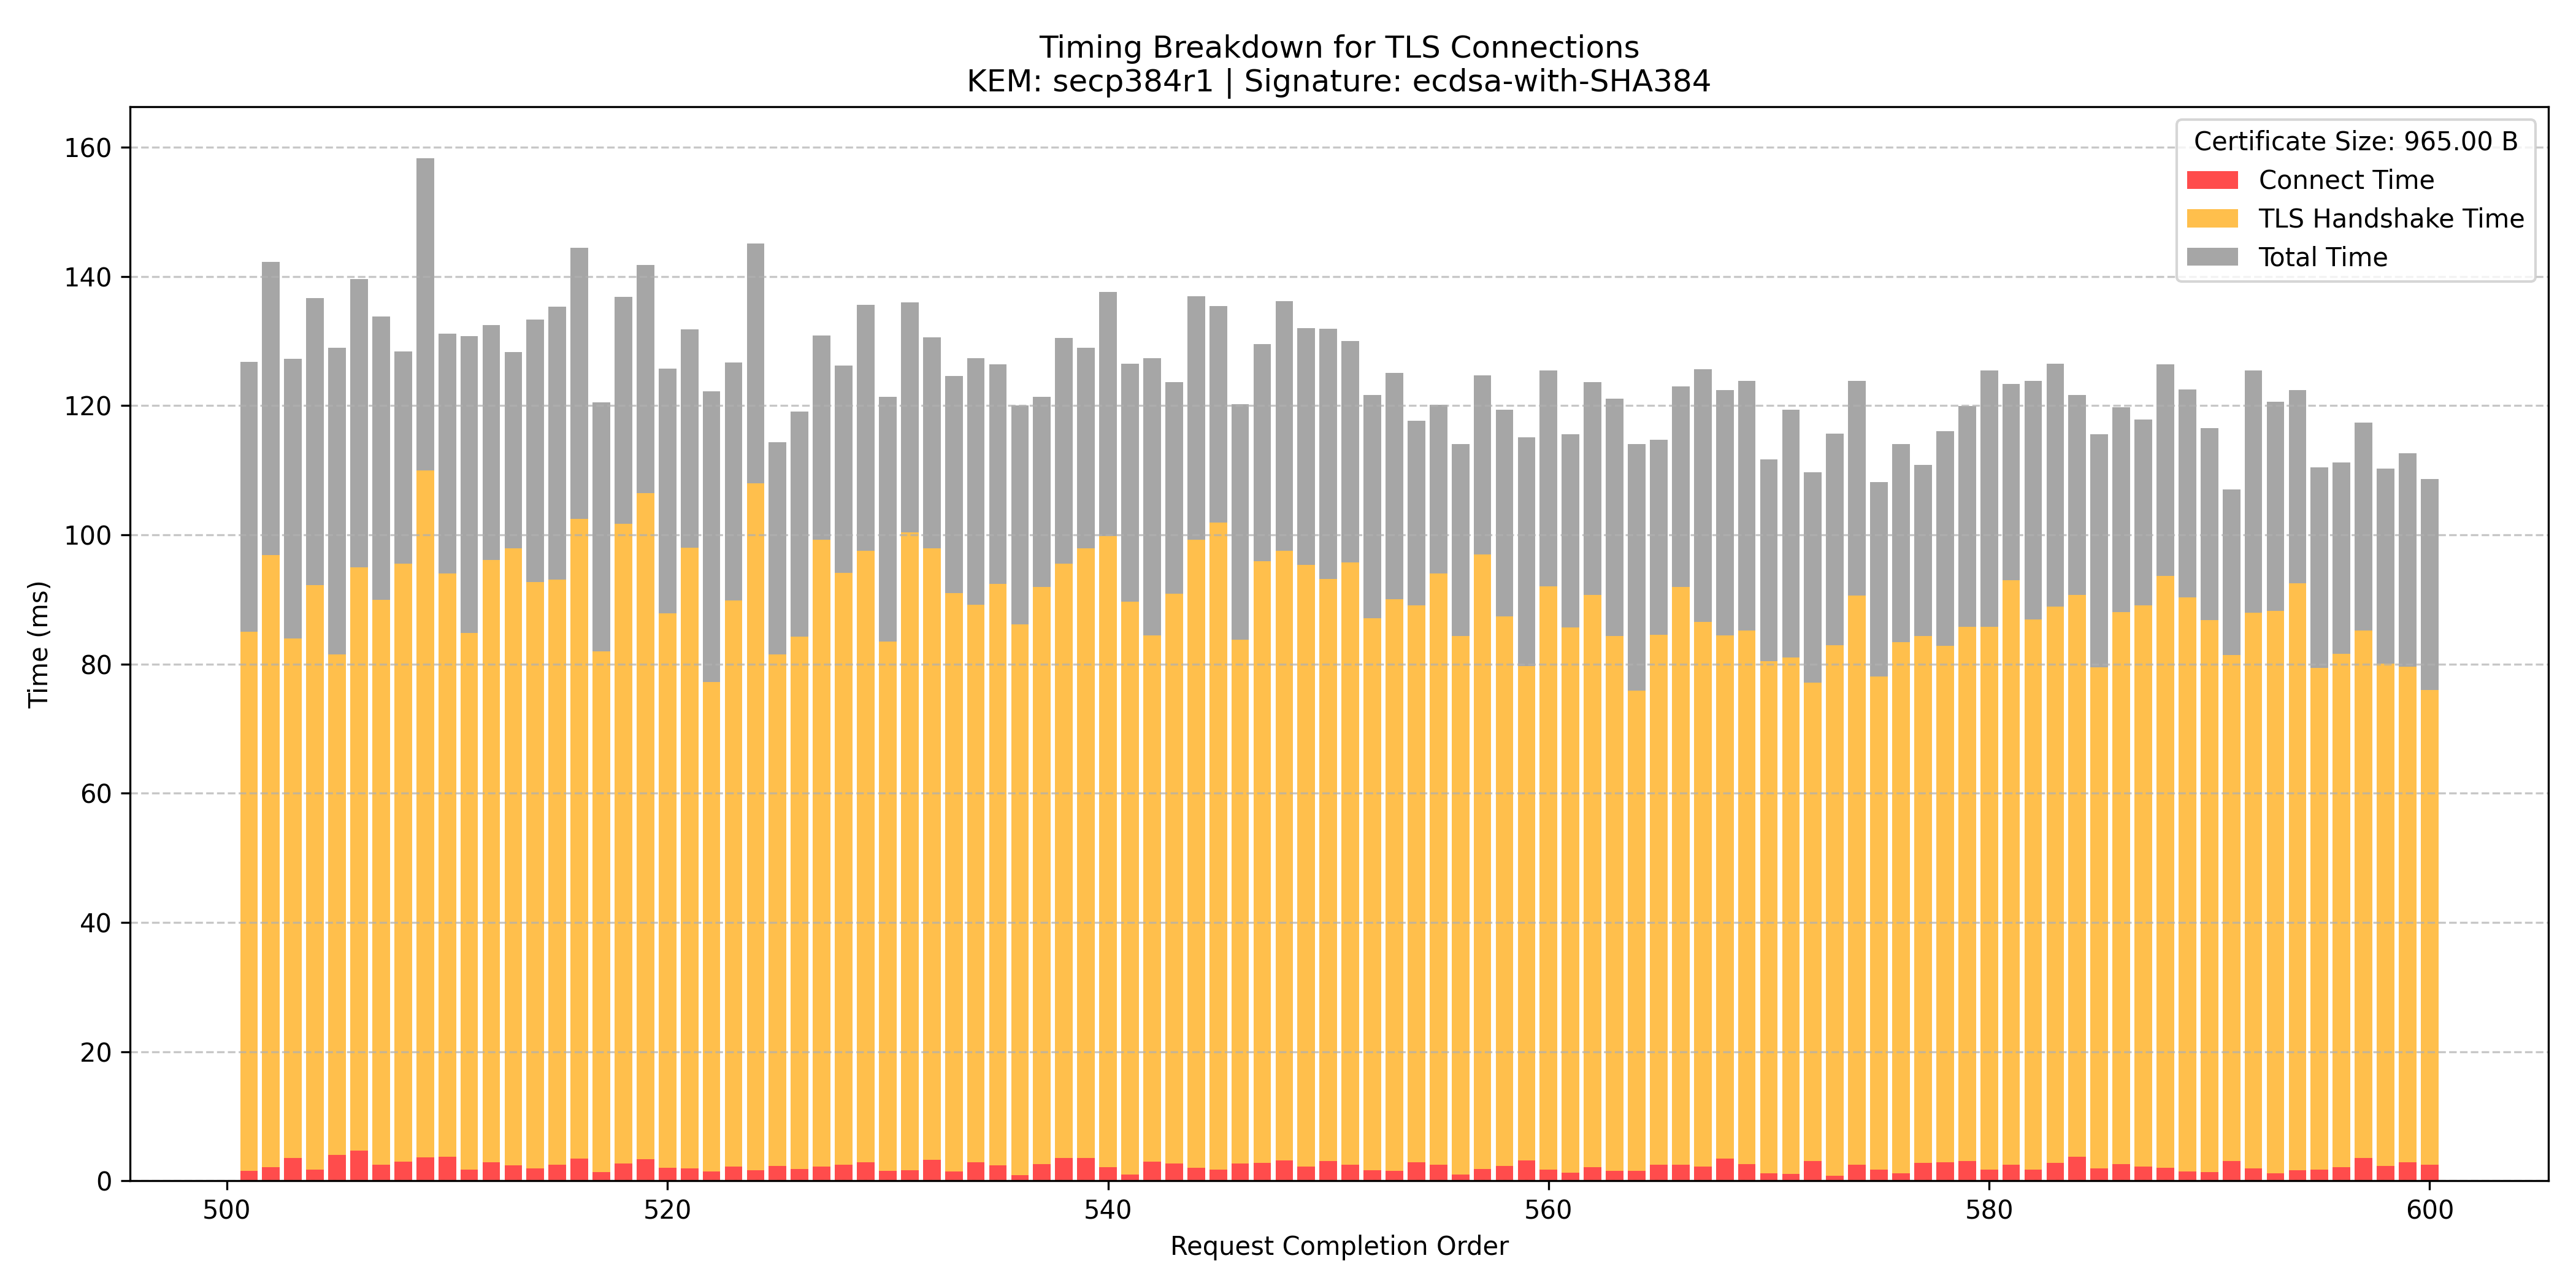 Timing Breakdown for TLS Connections
KEM: secp384r1 | Signature: ecdsa-with-SHA384
Certificate Size: 965.00 B
Connect Time
TLS Handshake Time
Total Time
Time (ms)
160
140
120
100
80
60
40
20
0
500 520 540 560 580 600
Request Completion Order